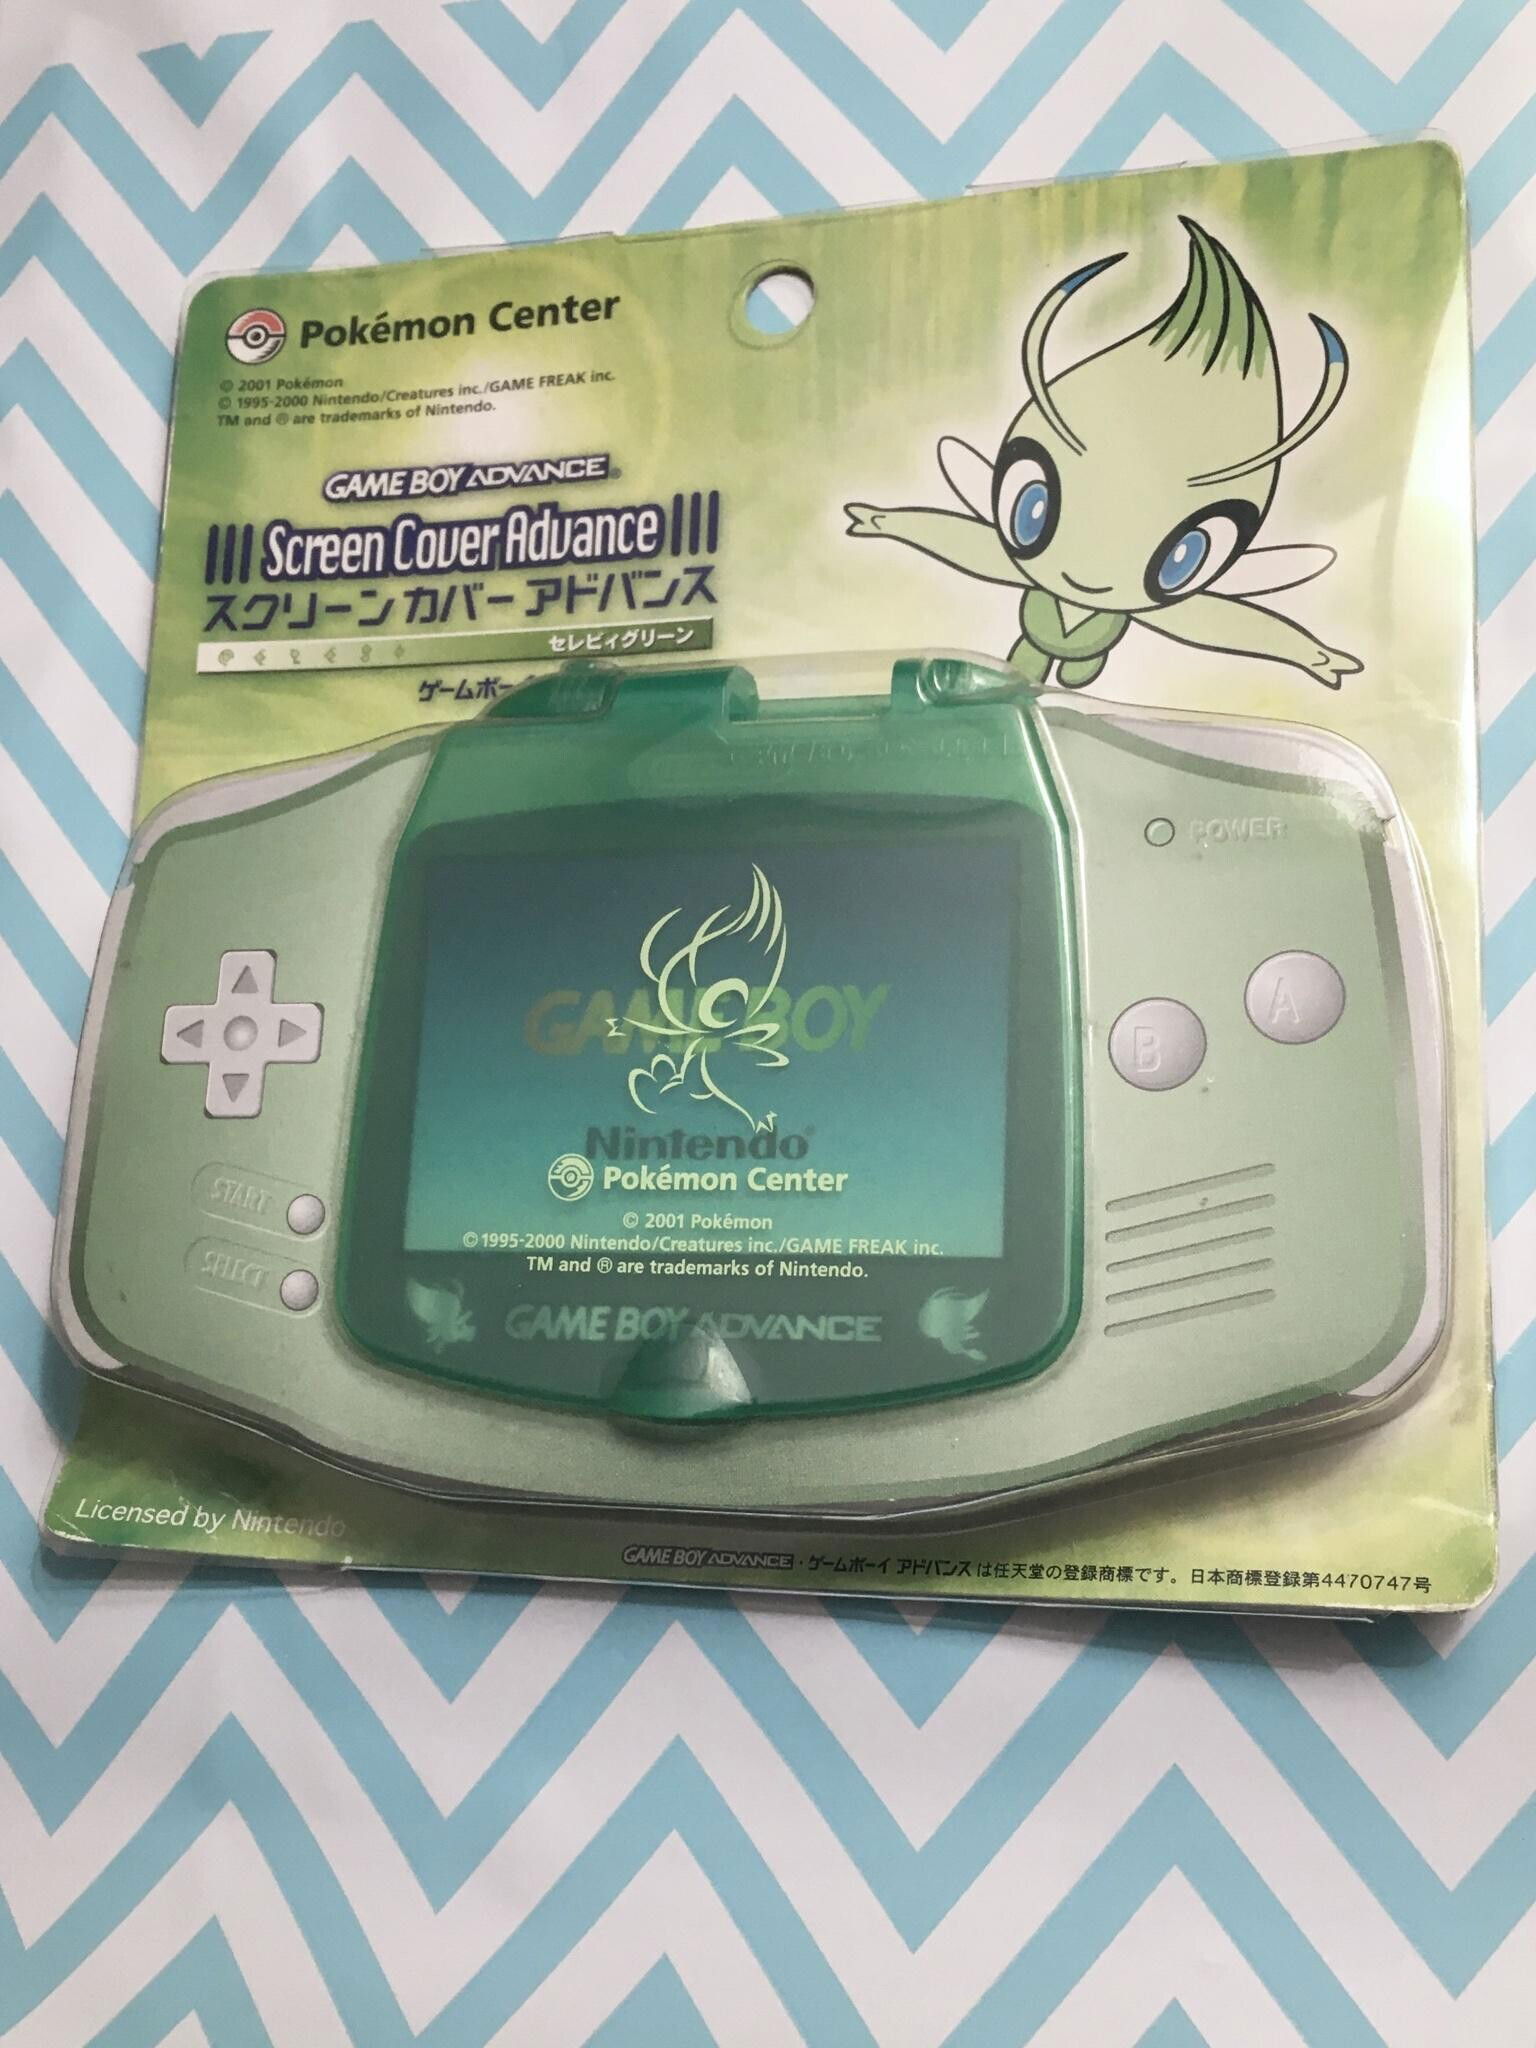 Pokémon Center
© 2001 Pokémon
© 1995-2000 Nintendo/Creatures inc./GAME FREAK inc.
TM and ® are trademarks of Nintendo.
GAME BOY ADVANCE®
Screen Cover Advance
スクリーン カバー アドバンス
セレビィグリーン
ゲームボーイ
POWER
GAME BOY
A
B
Nintendo®
Pokémon Center
START
© 2001 Pokémon
© 1995-2000 Nintendo/Creatures inc./GAME FREAK inc.
TM and ® are trademarks of Nintendo.
SELECT
GAME BOY ADVANCE
Licensed by Nintendo
GAME BOY ADVANCE・ゲームボーイ アドバンス は任天堂の登録商標です。日本商標登録第4470747号